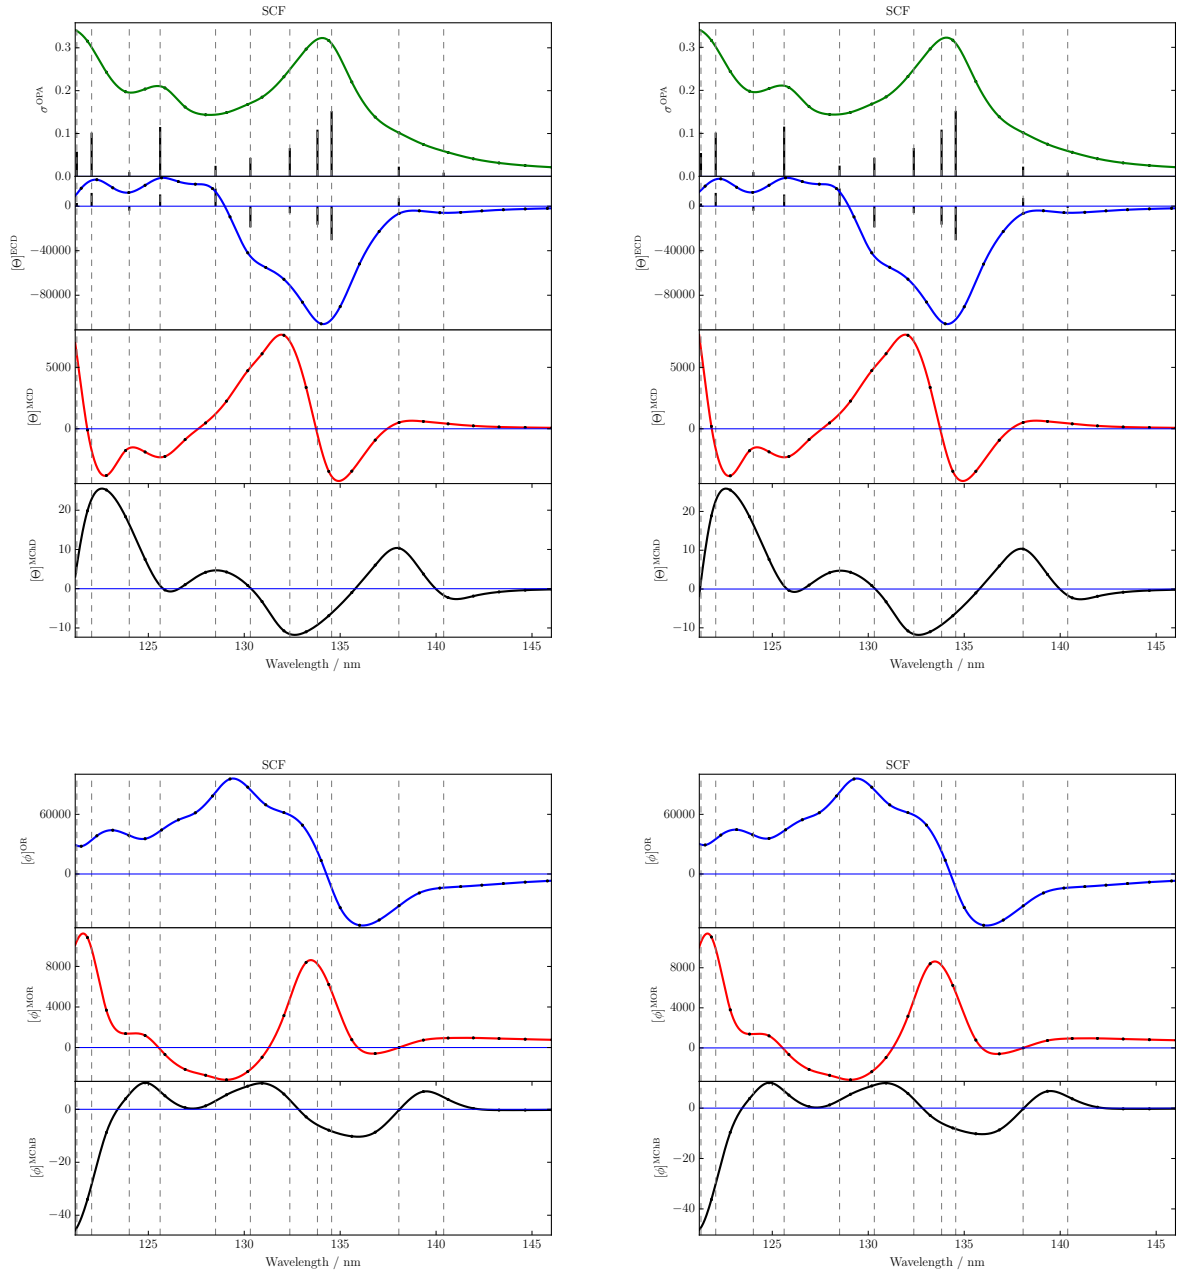 SCF
0.3
0.2
0.1
0.0
σ^OPA
0
−40000
−80000
[Θ]^ECD
5000
0
[Θ]^MCD
20
10
0
−10
[Θ]^MChD
125 130 135 140 145
Wavelength / nm
SCF
0.3
0.2
0.1
0.0
σ^OPA
0
−40000
−80000
[Θ]^ECD
5000
0
[Θ]^MCD
20
10
0
−10
[Θ]^MChD
125 130 135 140 145
Wavelength / nm
SCF
60000
0
[ϕ]^OR
8000
4000
0
[ϕ]^MOR
0
−20
−40
[ϕ]^MChB
125 130 135 140 145
Wavelength / nm
SCF
60000
0
[ϕ]^OR
8000
4000
0
[ϕ]^MOR
0
−20
−40
[ϕ]^MChB
125 130 135 140 145
Wavelength / nm